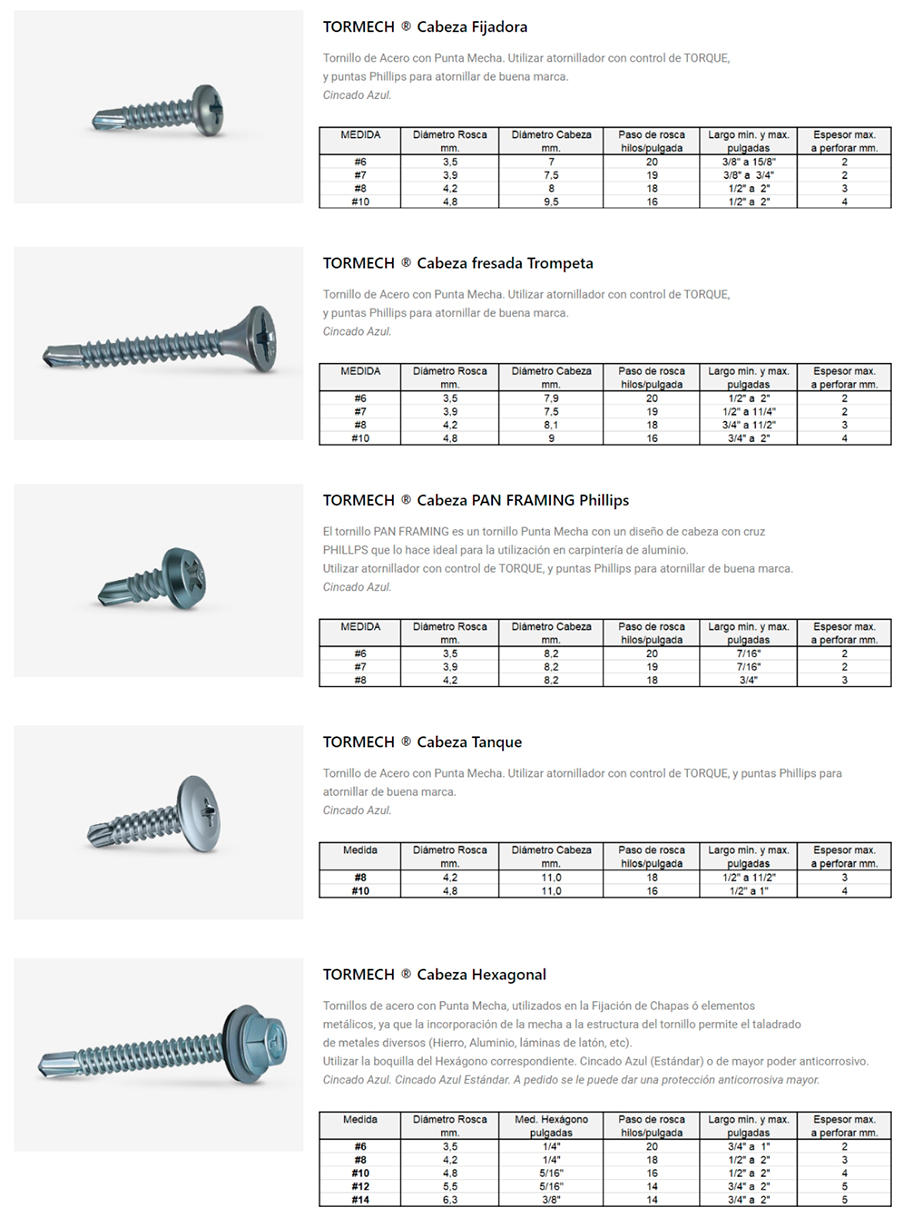 TORMECH ® Cabeza Fijadora
Tornillo de Acero con Punta Mecha. Utilizar atornillador con control de TORQUE,
y puntas Phillips para atornillar de buena marca.
Cincado Azul.
MEDIDA Diámetro Rosca Diámetro Cabeza Paso de rosca Largo min. y max. Espesor max.
mm. mm. hilos/pulgada pulgadas a perforar mm.
#6 3,5 7 20 3/8" a 15/8" 2
#7 3,9 7,5 19 3/8" a 3/4" 2
#8 4,2 8 18 1/2" a 2" 3
#10 4,8 9,5 16 1/2" a 2" 4
TORMECH ® Cabeza fresada Trompeta
Tornillo de Acero con Punta Mecha. Utilizar atornillador con control de TORQUE,
y puntas Phillips para atornillar de buena marca.
Cincado Azul.
MEDIDA Diámetro Rosca Diámetro Cabeza Paso de rosca Largo min. y max. Espesor max.
mm. mm. hilos/pulgada pulgadas a perforar mm.
#6 3,5 7,9 20 1/2" a 2" 2
#7 3,9 7,5 19 1/2" a 11/4" 2
#8 4,2 8,1 18 3/4" a 11/2" 3
#10 4,8 9 16 3/4" a 2" 4
TORMECH ® Cabeza PAN FRAMING Phillips
El tornillo PAN FRAMING es un tornillo Punta Mecha con un diseño de cabeza con cruz
PHILLPS que lo hace ideal para la utilización en carpintería de aluminio.
Utilizar atornillador con control de TORQUE, y puntas Phillips para atornillar de buena marca.
Cincado Azul.
MEDIDA Diámetro Rosca Diámetro Cabeza Paso de rosca Largo min. y max. Espesor max.
mm. mm. hilos/pulgada pulgadas a perforar mm.
#6 3,5 8,2 20 7/16" 2
#7 3,9 8,2 19 7/16" 2
#8 4,2 8,2 18 3/4" 3
TORMECH ® Cabeza Tanque
Tornillo de Acero con Punta Mecha. Utilizar atornillador con control de TORQUE, y puntas Phillips para
atornillar de buena marca.
Cincado Azul.
Medida Diámetro Rosca Diámetro Cabeza Paso de rosca Largo min. y max. Espesor max.
mm. mm. hilos/pulgada pulgadas a perforar mm.
#8 4,2 11,0 18 1/2" a 11/2" 3
#10 4,8 11,0 16 1/2" a 1" 4
TORMECH ® Cabeza Hexagonal
Tornillos de acero con Punta Mecha, utilizados en la Fijación de Chapas ó elementos
metálicos, ya que la incorporación de la mecha a la estructura del tornillo permite el taladrado
de metales diversos (Hierro, Aluminio, láminas de latón, etc).
Utilizar la boquilla del Hexágono correspondiente. Cincado Azul (Estándar) o de mayor poder anticorrosivo.
Cincado Azul. Cincado Azul Estándar. A pedido se le puede dar una protección anticorrosiva mayor.
Medida Diámetro Rosca Med. Hexágono Paso de rosca Largo min. y max. Espesor max.
mm. pulgadas hilos/pulgada pulgadas a perforar mm.
#6 3,5 1/4" 20 3/4" a 1" 2
#8 4,2 1/4" 18 1/2" a 2" 3
#10 4,8 5/16" 16 1/2" a 2" 4
#12 5,5 5/16" 14 3/4" a 2" 5
#14 6,3 3/8" 14 3/4" a 2" 5